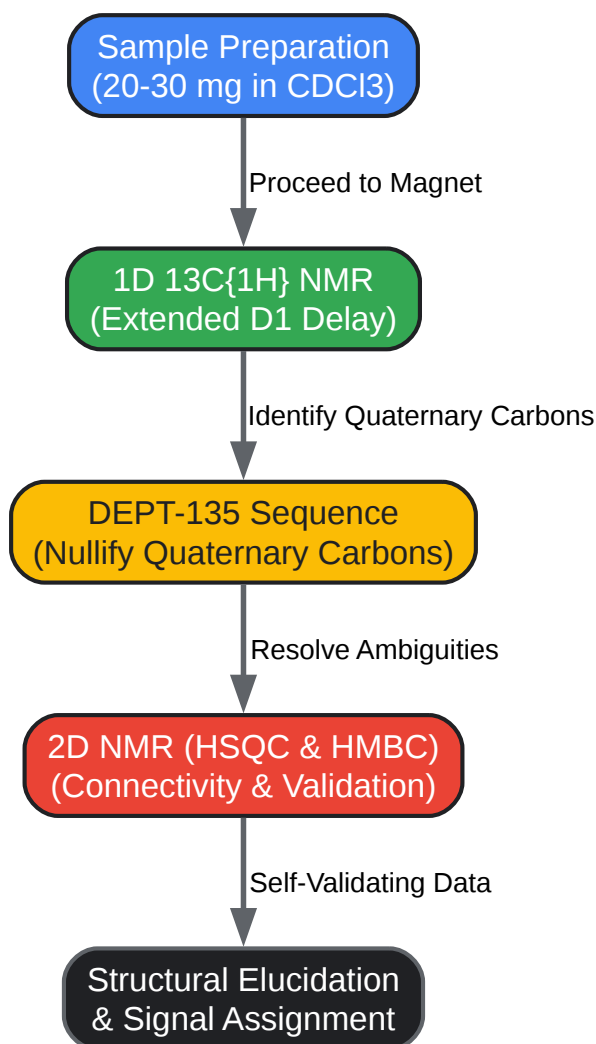 Sample Preparation
(20-30 mg in CDCl3)
Proceed to Magnet
1D 13C{1H} NMR
(Extended D1 Delay)
Identify Quaternary Carbons
DEPT-135 Sequence
(Nullify Quaternary Carbons)
Resolve Ambiguities
2D NMR (HSQC & HMBC)
(Connectivity & Validation)
Self-Validating Data
Structural Elucidation
& Signal Assignment